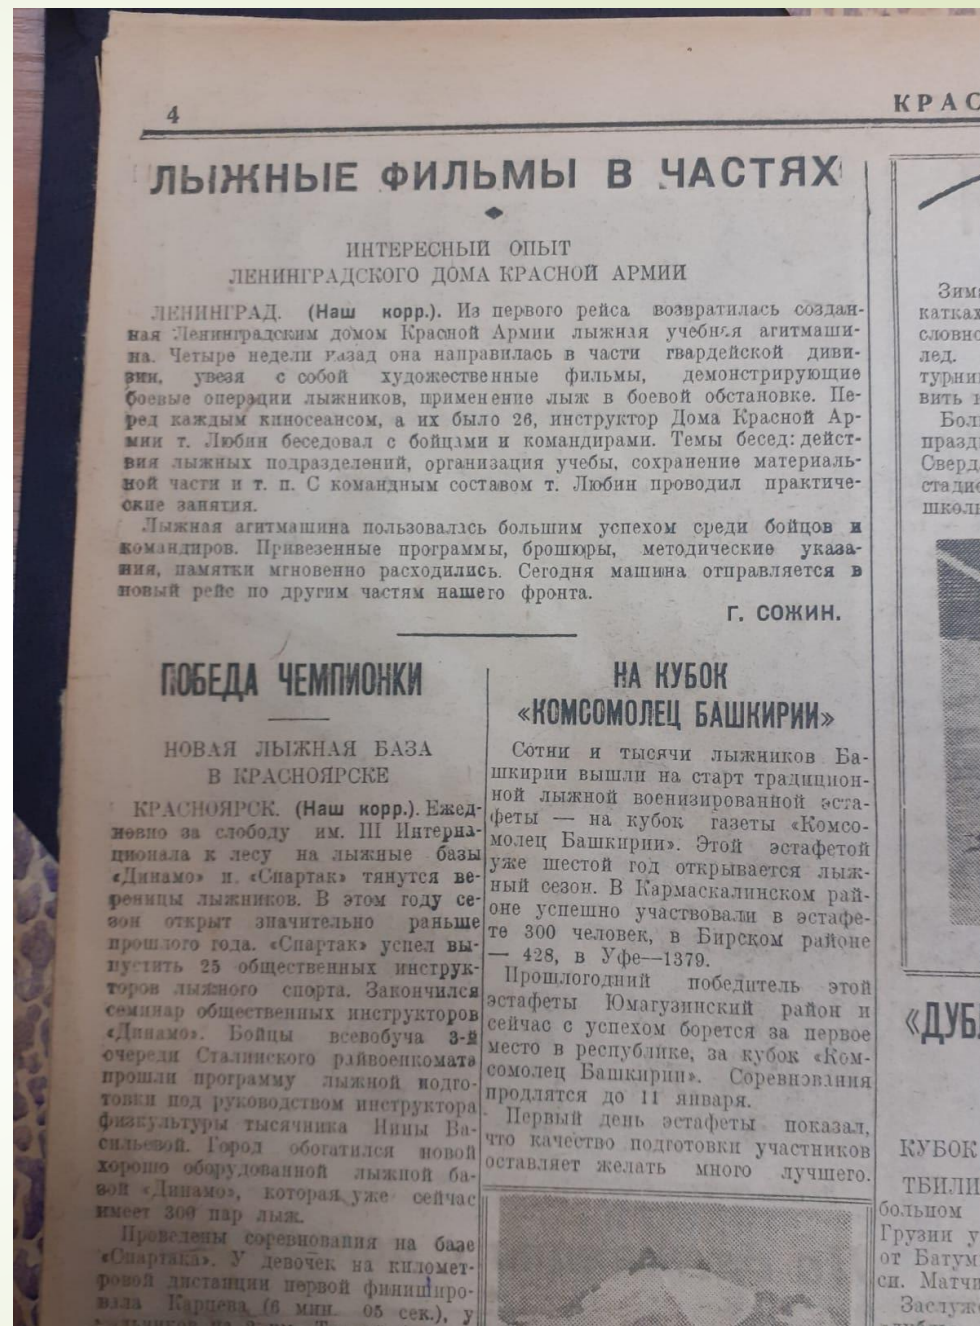 4
КРАС
ЛЫЖНЫЕ ФИЛЬМЫ В ЧАСТЯХ
ИНТЕРЕСНЫЙ ОПЫТ
ЛЕНИНГРАДСКОГО ДОМА КРАСНОЙ АРМИИ
ЛЕНИНГРАД. (Наш корр.). Из первого рейса возвратилась создан-
ная Ленинградским домом Красной Армии лыжная учебная агитмаши-
на. Четыре недели назад она направилась в части гвардейской диви-
зии, увезя с собой художественные фильмы, демонстрирующие
боевые операции лыжников, применение лыж в боевой обстановке. Пе-
ред каждым киносеансом, а их было 26, инструктор Дома Красной Ар-
мии т. Любин беседовал с бойцами и командирами. Темы бесед: дейст-
вия лыжных подразделений, организация учебы, сохранение материаль-
ной части и т. п. С командным составом т. Любин проводил практиче-
ские занятия.
Лыжная агитмашина пользовалась большим успехом среди бойцов и
командиров. Привезенные программы, брошюры, методические указа-
ния, памятки мгновенно расходились. Сегодня машина отправляется в
новый рейс по другим частям нашего фронта.
Г. СОЖИН.
ПОБЕДА ЧЕМПИОНКИ
НОВАЯ ЛЫЖНАЯ БАЗА
В КРАСНОЯРСКЕ
КРАСНОЯРСК. (Наш корр.). Ежед-
невно за слободу им. III Интерна-
ционала к лесу на лыжные базы
«Динамо» и «Спартак» тянутся ве-
реницы лыжников. В этом году се-
зон открыт значительно раньше
прошлого года. «Спартак» успел вы-
пустить 25 общественных инструк-
торов лыжного спорта. Закончился
семинар общественных инструкторов
«Динамо». Бойцы всевобуча 3-й
очереди Сталинского райвоенкомата
прошли программу лыжной подго-
товки под руководством инструктора
физкультуры тысячника Нины Ва-
сильевой. Город обогатился новой
хорошо оборудованной лыжной ба-
зой «Динамо», которая уже сейчас
имеет 300 пар лыж.
Проведены соревнования на базе
«Спартака». У девочек на километ-
ровой дистанции первой финиширо-
вала Карцева (6 мин. 05 сек.), у
НА КУБОК
«КОМСОМОЛЕЦ БАШКИРИИ»
Сотни и тысячи лыжников Ба-
шкирии вышли на старт традицион-
ной лыжной военизированной эста-
феты — на кубок газеты «Комсо-
молец Башкирии». Этой эстафетой
уже шестой год открывается лыж-
ный сезон. В Кармаскалинском рай-
оне успешно участвовали в эстафе-
те 300 человек, в Бирском районе
— 428, в Уфе—1379.
Прошлогодний победитель этой
эстафеты Юмагузинский район и
сейчас с успехом борется за первое
место в республике, за кубок «Ком-
сомолец Башкирии». Соревнования
продлятся до 11 января.
Первый день эстафеты показал,
что качество подготовки участников
оставляет желать много лучшего.
Зим
катках
словно
лед.
турни
вить
Бол
празд
Сверд
стади
школ
«ДУБ
КУБОК
ТБИЛИ
большом
Грузии у
от Батум
си. Матчи
Заслуж